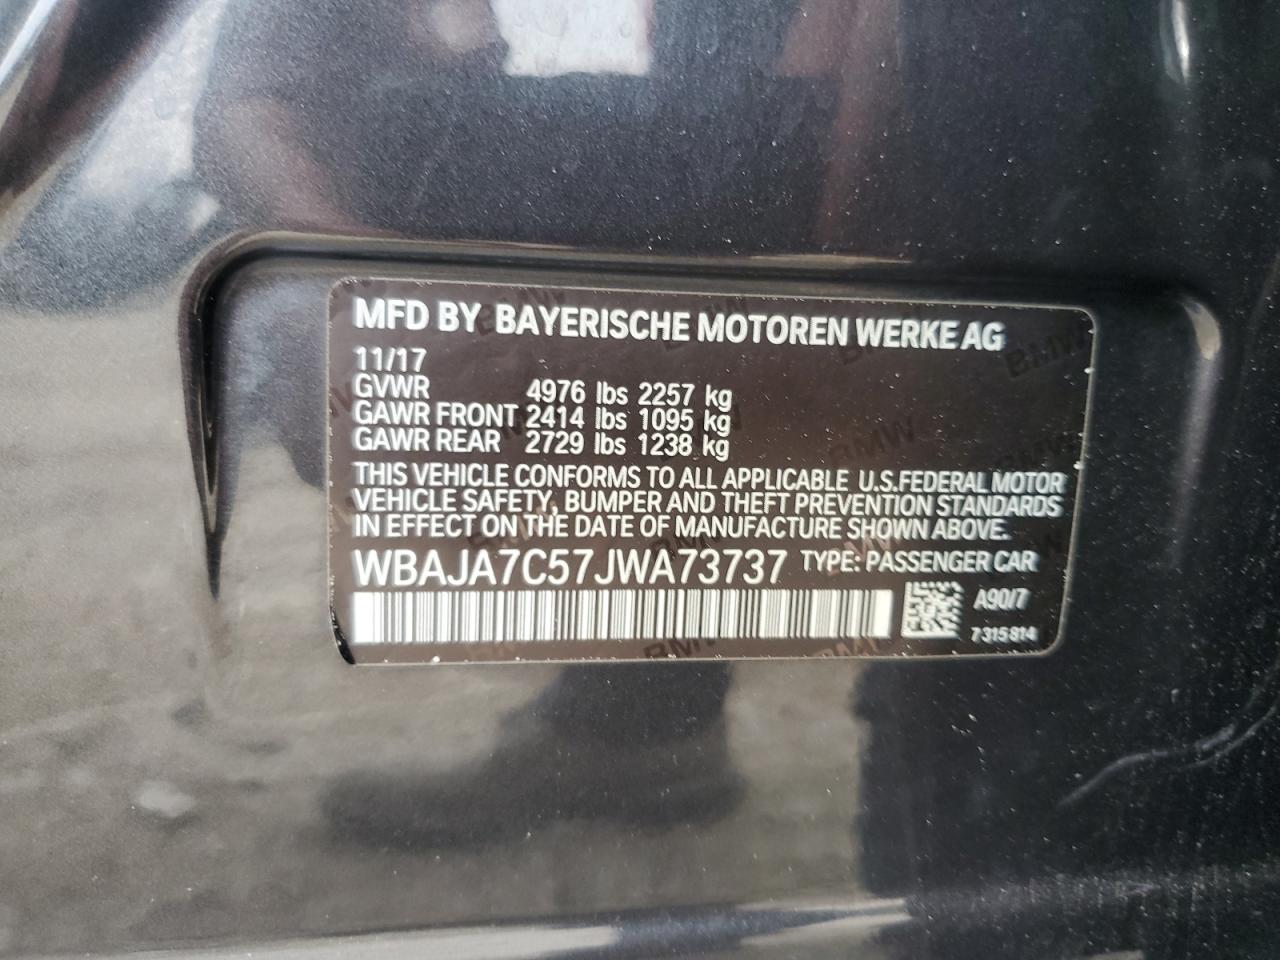 MFD BY BAYERISCHE MOTOREN WERKE AG
11/17
GVWR 4976 lbs 2257 kg
GAWR FRONT 2414 lbs 1095 kg
GAWR REAR 2729 lbs 1238 kg
THIS VEHICLE CONFORMS TO ALL APPLICABLE U.S.FEDERAL MOTOR
VEHICLE SAFETY, BUMPER AND THEFT PREVENTION STANDARDS
IN EFFECT ON THE DATE OF MANUFACTURE SHOWN ABOVE.
WBAJA7C57JWA73737 TYPE: PASSENGER CAR
A90/7
7315814